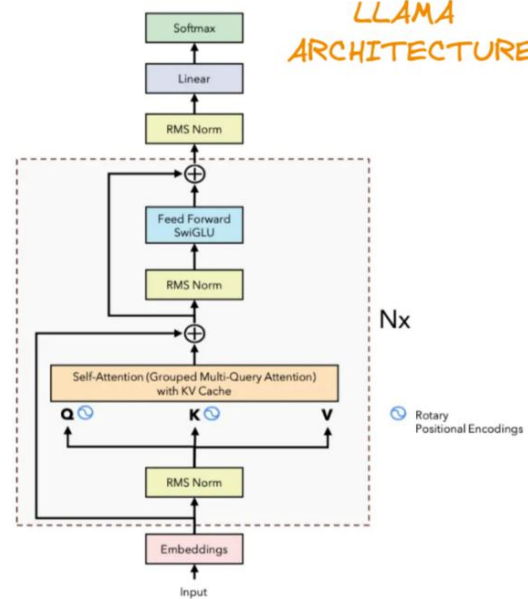 LLAMA
ARCHITECTURE
Softmax
Linear
RMS Norm
Feed Forward
SwiGLU
RMS Norm
Nx
Self-Attention (Grouped Multi-Query Attention)
with KV Cache
Q K V
Rotary
Positional Encodings
RMS Norm
Embeddings
Input